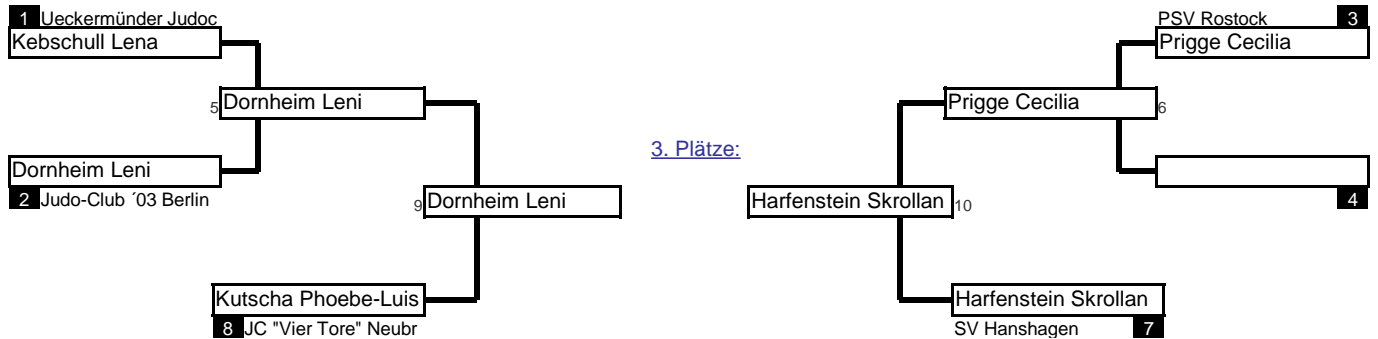 1 Ueckermünder Judoc
Kebschull Lena
5 Dornheim Leni
Dornheim Leni
2 Judo-Club ´03 Berlin
9 Dornheim Leni
Kutscha Phoebe-Luis
8 JC "Vier Tore" Neubr
3. Plätze:
PSV Rostock 3
Prigge Cecilia
Prigge Cecilia 6
4
Harfenstein Skrollan 10
Harfenstein Skrollan
SV Hanshagen 7